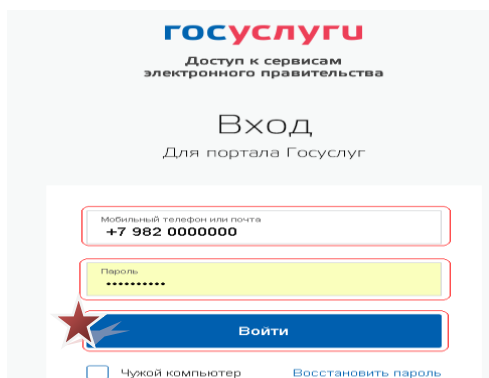 госуслуги
Доступ к сервисам
электронного правительства
Вход
Для портала Госуслуг
Мобильный телефон или почта
+7 982 0000000
Пароль
••••••••••
Войти
Чужой компьютер Восстановить пароль